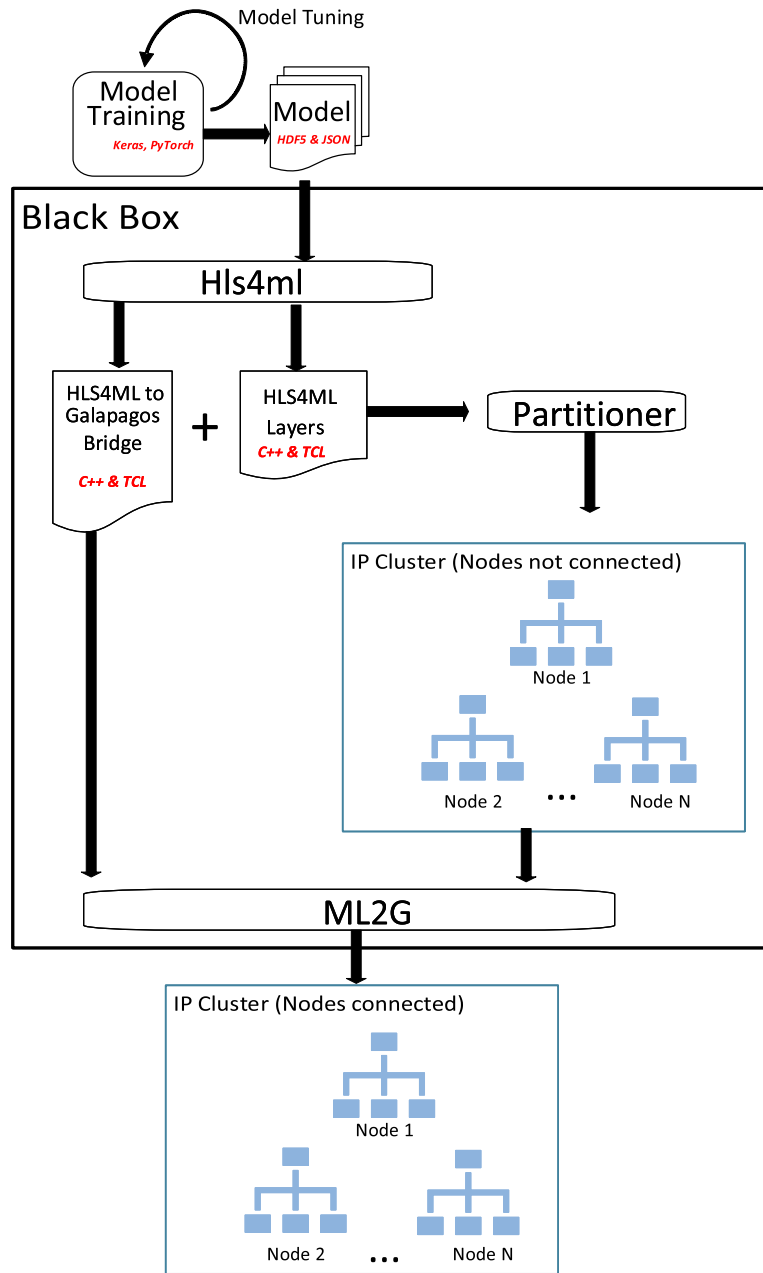 Model Tuning
Model
Training
Keras, PyTorch
Model
HDF5 & JSON
Black Box
Hls4ml
HLS4ML to
Galapagos
Bridge
C++ & TCL
+
HLS4ML
Layers
C++ & TCL
Partitioner
IP Cluster (Nodes not connected)
Node 1
Node 2
...
Node N
ML2G
IP Cluster (Nodes connected)
Node 1
Node 2
...
Node N